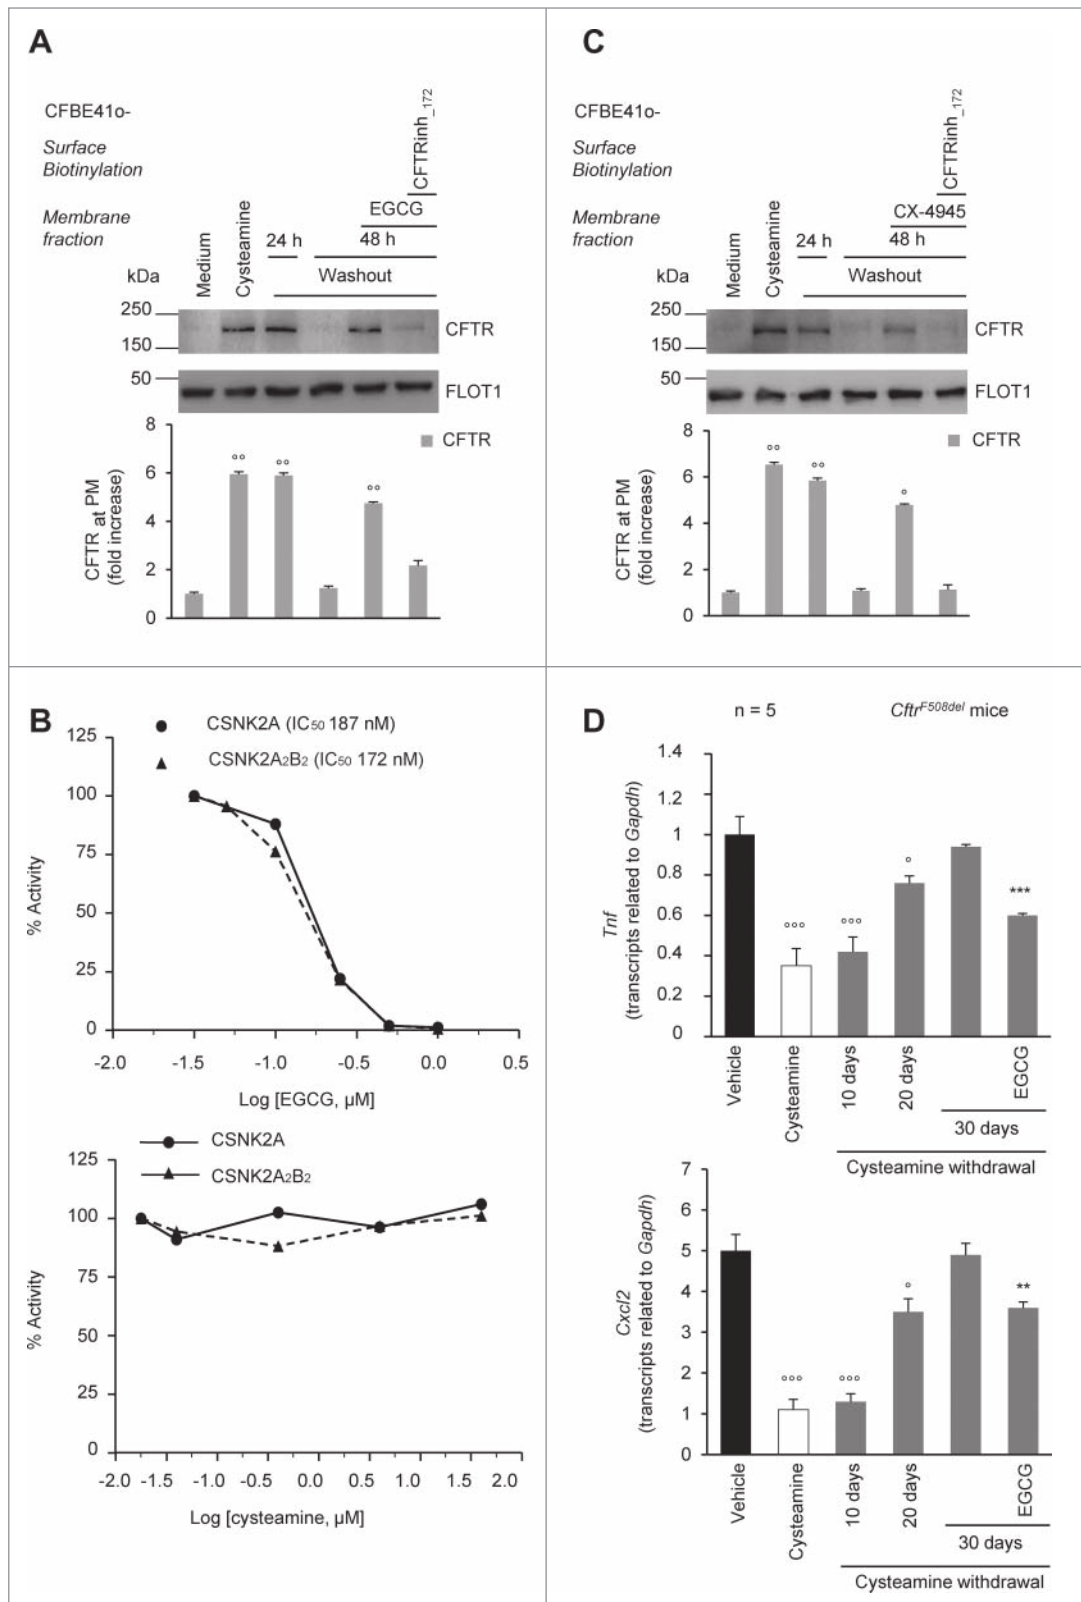 A
CFBE41o-
Surface
Biotinylation
Membrane
fraction
kDa
Medium
Cysteamine
24 h
48 h
EGCG
CFTRinh_172
Washout
250
150
CFTR
50
FLOT1
CFTR
CFTR at PM
(fold increase)
8
6
4
2
0
°°
°°
°°
C
CFBE41o-
Surface
Biotinylation
Membrane
fraction
kDa
Medium
Cysteamine
24 h
48 h
CX-4945
CFTRinh_172
Washout
250
150
CFTR
50
FLOT1
CFTR
CFTR at PM
(fold increase)
8
6
4
2
0
°°
°°
°
B
CSNK2A (IC50 187 nM)
CSNK2A2B2 (IC50 172 nM)
% Activity
125
100
75
50
25
0
-2.0 -1.5 -1.0 -0.5 0.0 0.5
Log [EGCG, µM]
CSNK2A
CSNK2A2B2
% Activity
125
100
75
50
25
0
-2.0 -1.5 -1.0 -0.5 0.0 0.5 1.0 1.5 2.0
Log [cysteamine, µM]
D
n = 5
CftrF508del mice
Tnf
(transcripts related to Gapdh)
1.4
1.2
1
0.8
0.6
0.4
0.2
0
°°°
°°°
°
***
Vehicle
Cysteamine
10 days
20 days
EGCG
30 days
Cysteamine withdrawal
Cxcl2
(transcripts related to Gapdh)
7
6
5
4
3
2
1
0
°°°
°°°
°
**
Vehicle
Cysteamine
10 days
20 days
EGCG
30 days
Cysteamine withdrawal